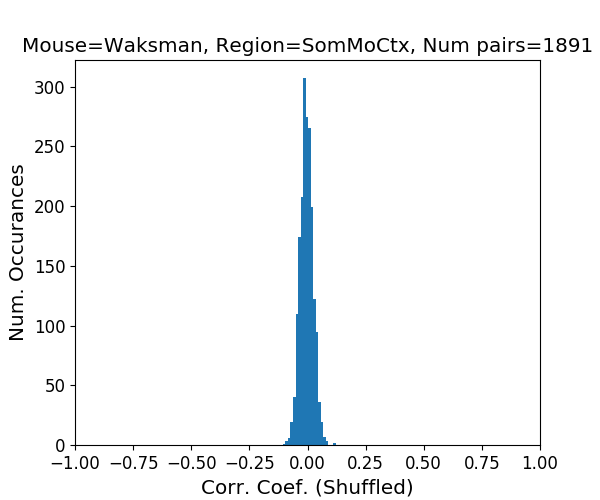 Mouse=Waksman, Region=SomMoCtx, Num pairs=1891
300
250
200
150
100
50
0
Num. Occurances
−1.00 −0.75 −0.50 −0.25 0.00 0.25 0.50 0.75 1.00
Corr. Coef. (Shuffled)